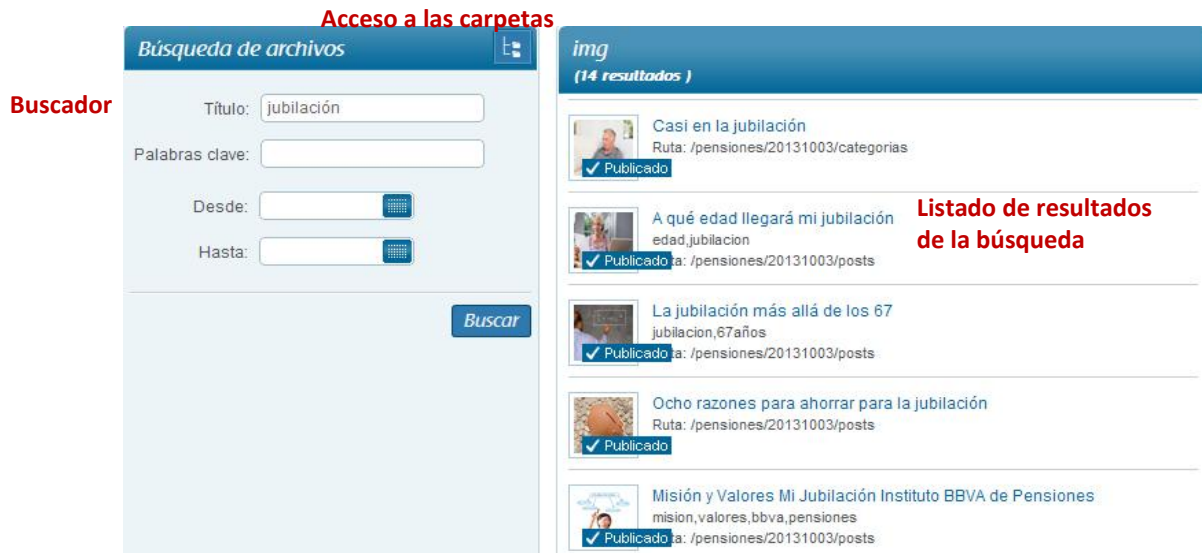 Acceso a las carpetas
Búsqueda de archivos
Buscador
Título: jubilación
Palabras clave:
Desde:
Hasta:
Buscar
img
(14 resultados )
Casi en la jubilación
Ruta: /pensiones/20131003/categorias
✓ Publicado
A qué edad llegará mi jubilación
edad,jubilacion
✓ Publicado ta: /pensiones/20131003/posts
Listado de resultados
de la búsqueda
La jubilación más allá de los 67
jubilacion,67años
✓ Publicado ta: /pensiones/20131003/posts
Ocho razones para ahorrar para la jubilación
Ruta: /pensiones/20131003/posts
✓ Publicado
Misión y Valores Mi Jubilación Instituto BBVA de Pensiones
mision,valores,bbva,pensiones
✓ Publicado ta: /pensiones/20131003/posts